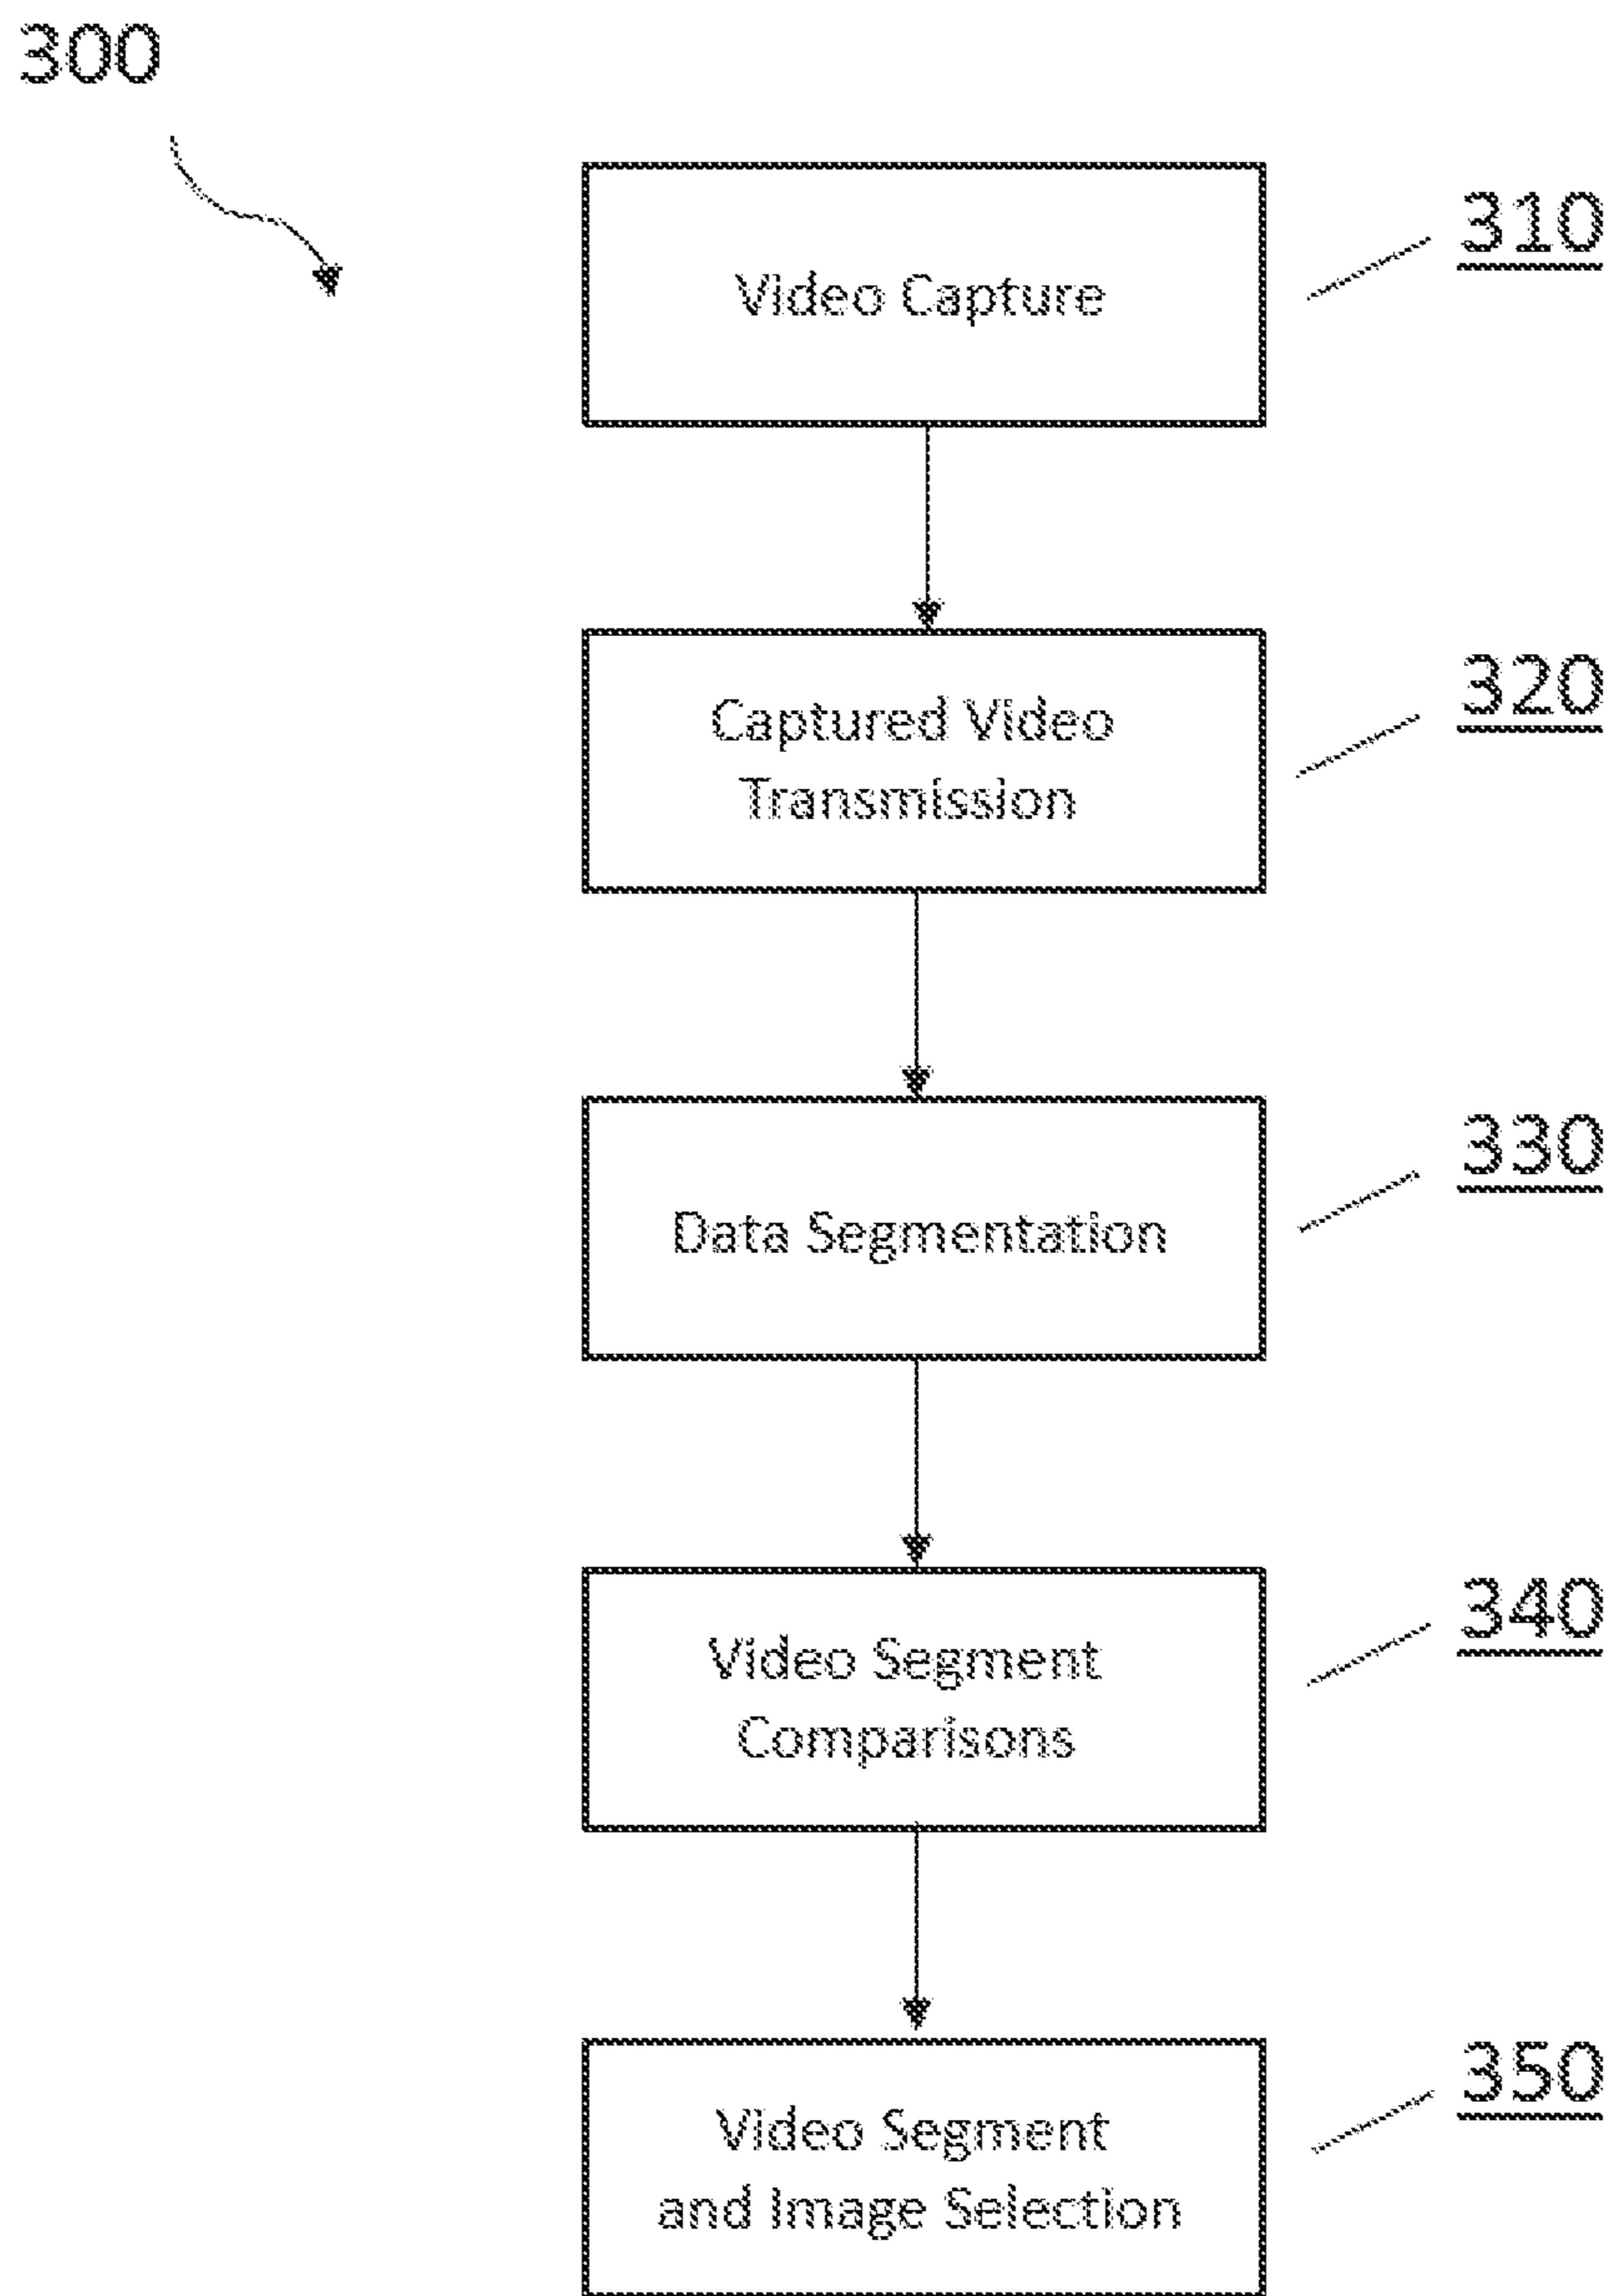 300
Video Capture
310
Captured Video
Transmission
320
Data Segmentation
330
Video Segment
Comparisons
340
Video Segment
and Image Selection
350